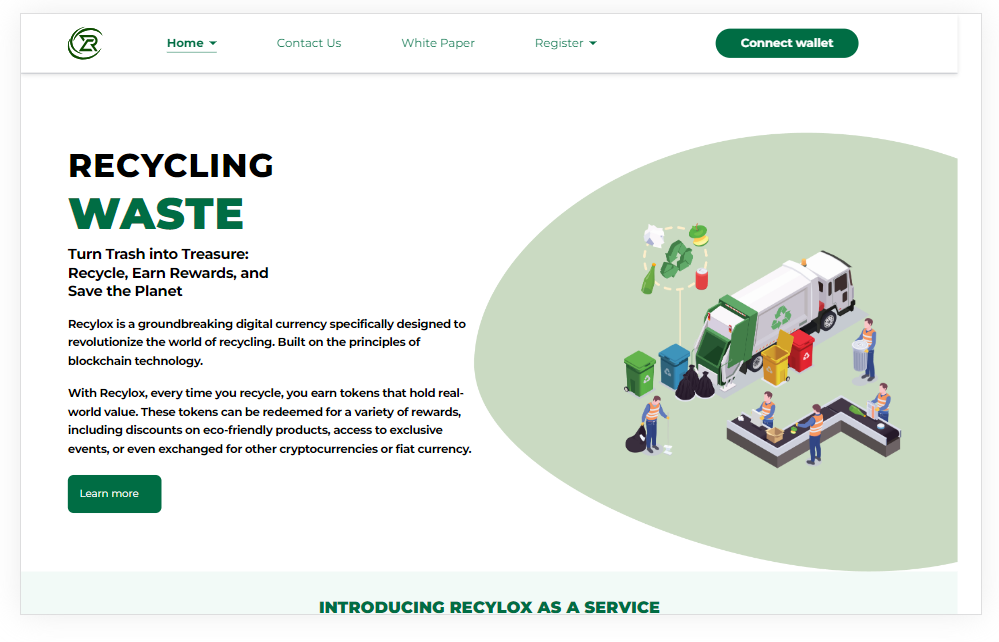 Home
Contact Us
White Paper
Register
Connect wallet
RECYCLING
WASTE
Turn Trash into Treasure:
Recycle, Earn Rewards, and
Save the Planet
Recylox is a groundbreaking digital currency specifically designed to
revolutionize the world of recycling. Built on the principles of
blockchain technology.
With Recylox, every time you recycle, you earn tokens that hold real-
world value. These tokens can be redeemed for a variety of rewards,
including discounts on eco-friendly products, access to exclusive
events, or even exchanged for other cryptocurrencies or fiat currency.
Learn more
INTRODUCING RECYLOX AS A SERVICE